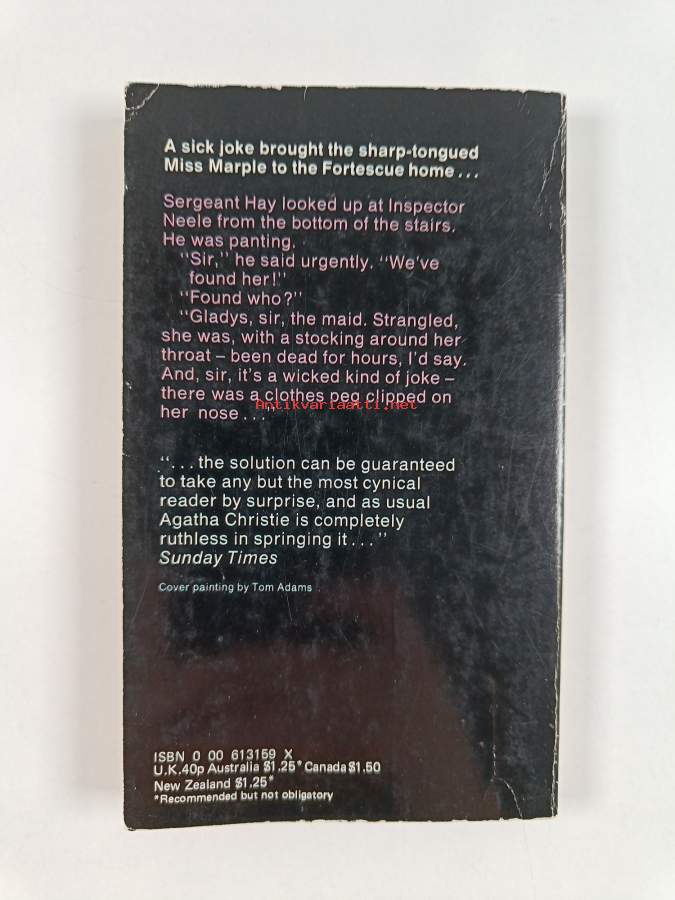 A sick joke brought the sharp-tongued
Miss Marple to the Fortescue home...
Sergeant Hay looked up at Inspector
Neele from the bottom of the stairs.
He was panting.
"Sir," he said urgently. "We've
found her!"
"Found who?"
"Gladys, sir, the maid. Strangled,
she was, with a stocking around her
throat – been dead for hours, I'd say.
And, sir, it's a wicked kind of joke –
there was a clothes peg clipped on
Antikvariaatti.net
her nose..."
"...the solution can be guaranteed
to take any but the most cynical
reader by surprise, and as usual
Agatha Christie is completely
ruthless in springing it..."
Sunday Times
Cover painting by Tom Adams
ISBN 0 00 613159 X
U.K.40p Australia $1.25* Canada $1.50
New Zealand $1.25*
*Recommended but not obligatory